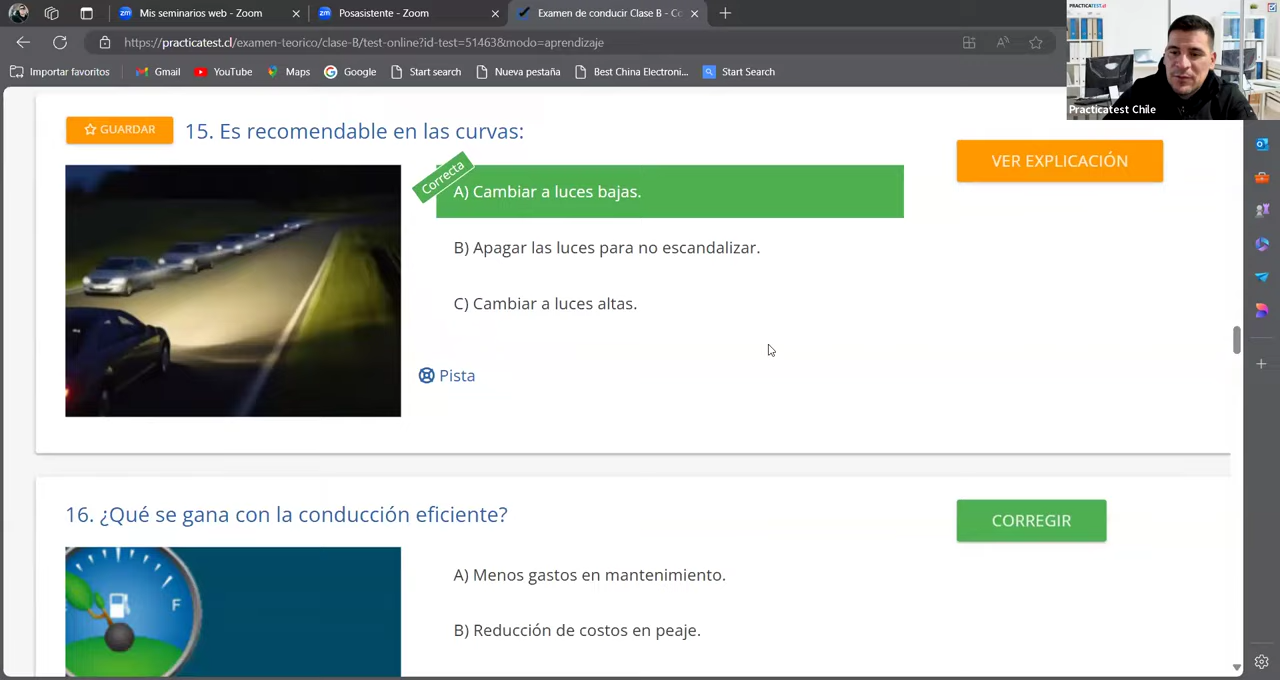 Mis seminarios web - Zoom
Posasistente - Zoom
Examen de conducir Clase B - Co
https://practicatest.cl/examen-teorico/clase-B/test-online?id-test=51463&modo=aprendizaje
Importar favoritos
Gmail
YouTube
Maps
Google
Start search
Nueva pestaña
Best China Electroni...
Start Search
PRACTICATEST.cl
Practicatest Chile
GUARDAR
15. Es recomendable en las curvas:
VER EXPLICACIÓN
Correcta
A) Cambiar a luces bajas.
B) Apagar las luces para no escandalizar.
C) Cambiar a luces altas.
Pista
16. ¿Qué se gana con la conducción eficiente?
CORREGIR
A) Menos gastos en mantenimiento.
F
B) Reducción de costos en peaje.